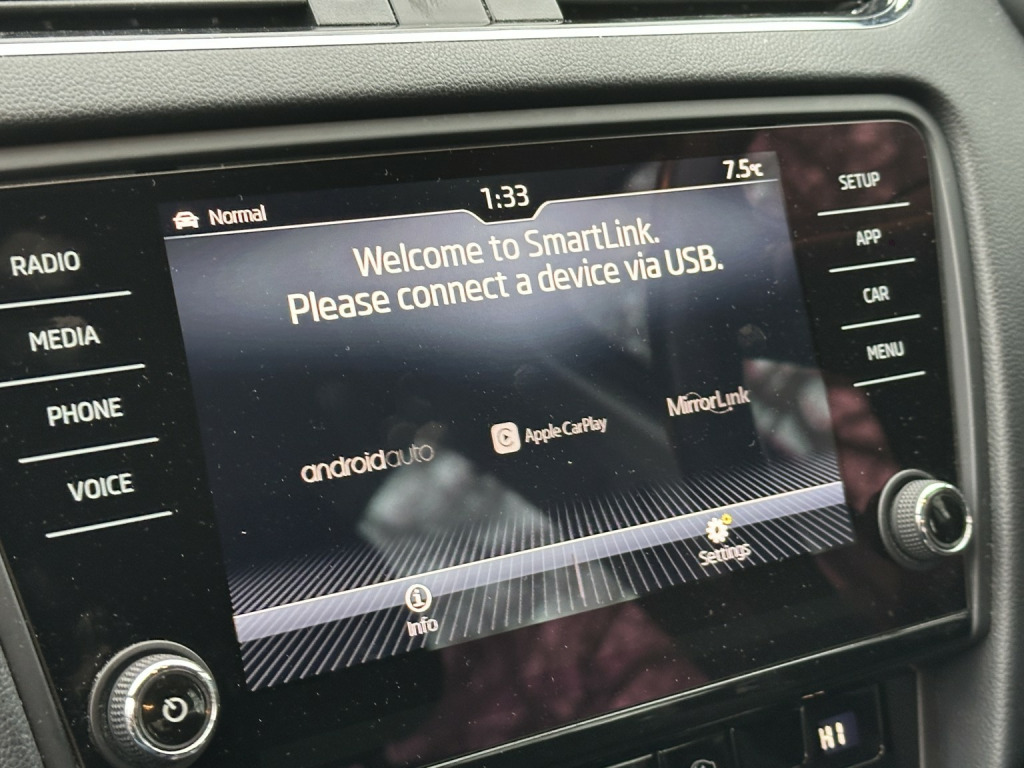 Normal
1:33
7.5°C
Welcome to SmartLink.
Please connect a device via USB.
androidauto
Apple CarPlay
MirrorLink
Info
Settings
RADIO
MEDIA
PHONE
VOICE
SETUP
APP
CAR
MENU
HI